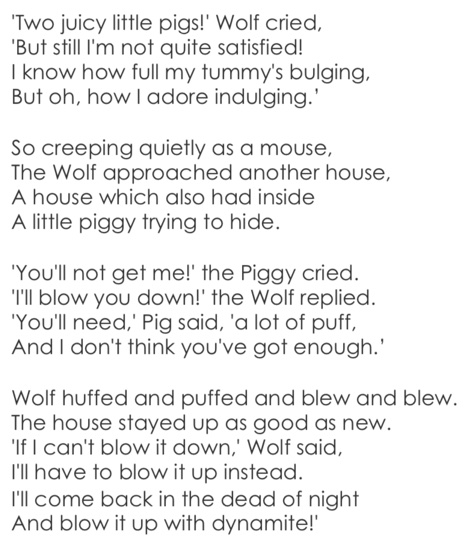 'Two juicy little pigs!' Wolf cried,
'But still I'm not quite satisfied!
I know how full my tummy's bulging,
But oh, how I adore indulging.'

So creeping quietly as a mouse,
The Wolf approached another house,
A house which also had inside
A little piggy trying to hide.

'You'll not get me!' the Piggy cried.
'I'll blow you down!' the Wolf replied.
'You'll need,' Pig said, 'a lot of puff,
And I don't think you've got enough.'

Wolf huffed and puffed and blew and blew.
The house stayed up as good as new.
'If I can't blow it down,' Wolf said,
I'll have to blow it up instead.
I'll come back in the dead of night
And blow it up with dynamite!'